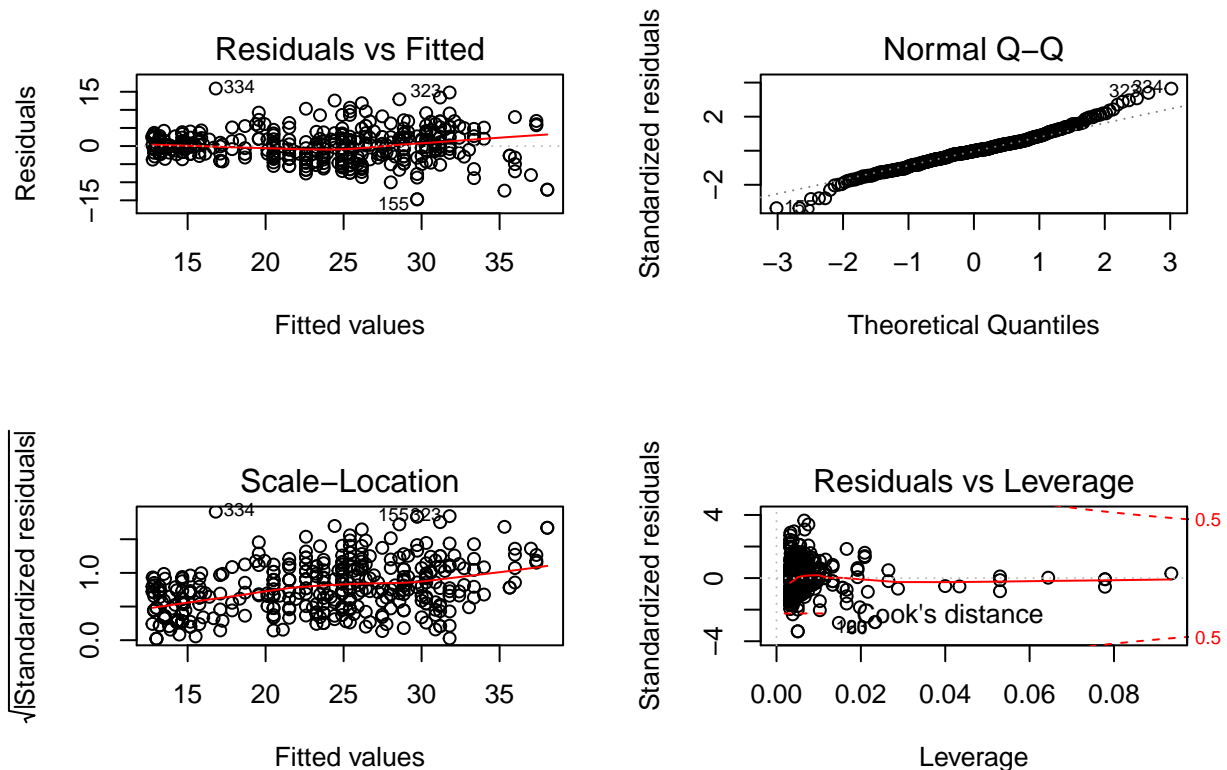 Residuals vs Fitted
Residuals
15
0
−15
334
323
155
15 20 25 30 35
Fitted values
Normal Q−Q
Standardized residuals
2
−2
334
−3 −2 −1 0 1 2 3
Theoretical Quantiles
Scale−Location
√|Standardized residuals|
1.0
0.0
334
155
323
15 20 25 30 35
Fitted values
Residuals vs Leverage
Standardized residuals
4
0
−4
Cook's distance
0.5
0.5
0.00 0.02 0.04 0.06 0.08
Leverage